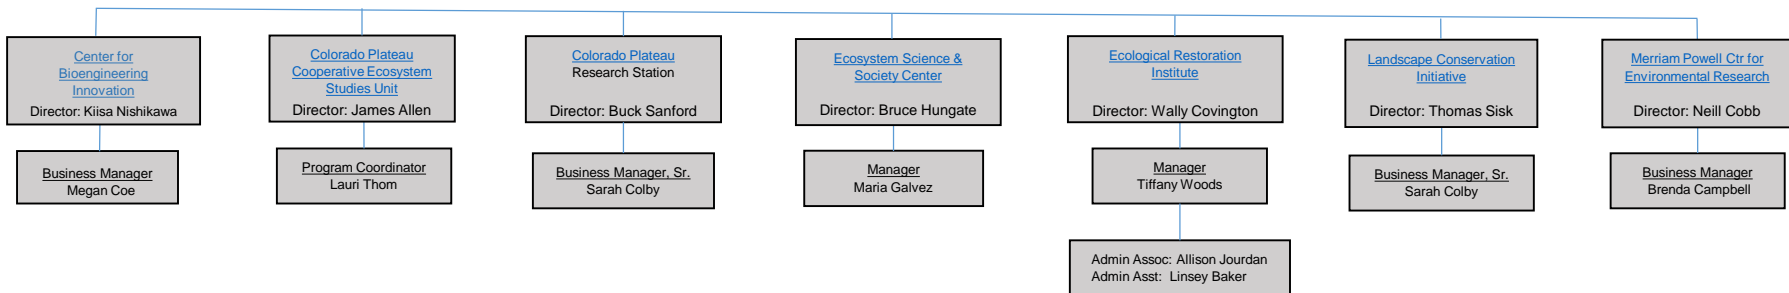 Center for
Bioengineering
Innovation
Director: Kiisa Nishikawa
Business Manager
Megan Coe
Colorado Plateau
Cooperative Ecosystem
Studies Unit
Director: James Allen
Program Coordinator
Lauri Thom
Colorado Plateau
Research Station
Director: Buck Sanford
Business Manager, Sr.
Sarah Colby
Ecosystem Science &
Society Center
Director: Bruce Hungate
Manager
Maria Galvez
Ecological Restoration
Institute
Director: Wally Covington
Manager
Tiffany Woods
Admin Assoc: Allison Jourdan
Admin Asst: Linsey Baker
Landscape Conservation
Initiative
Director: Thomas Sisk
Business Manager, Sr.
Sarah Colby
Merriam Powell Ctr for
Environmental Research
Director: Neill Cobb
Business Manager
Brenda Campbell